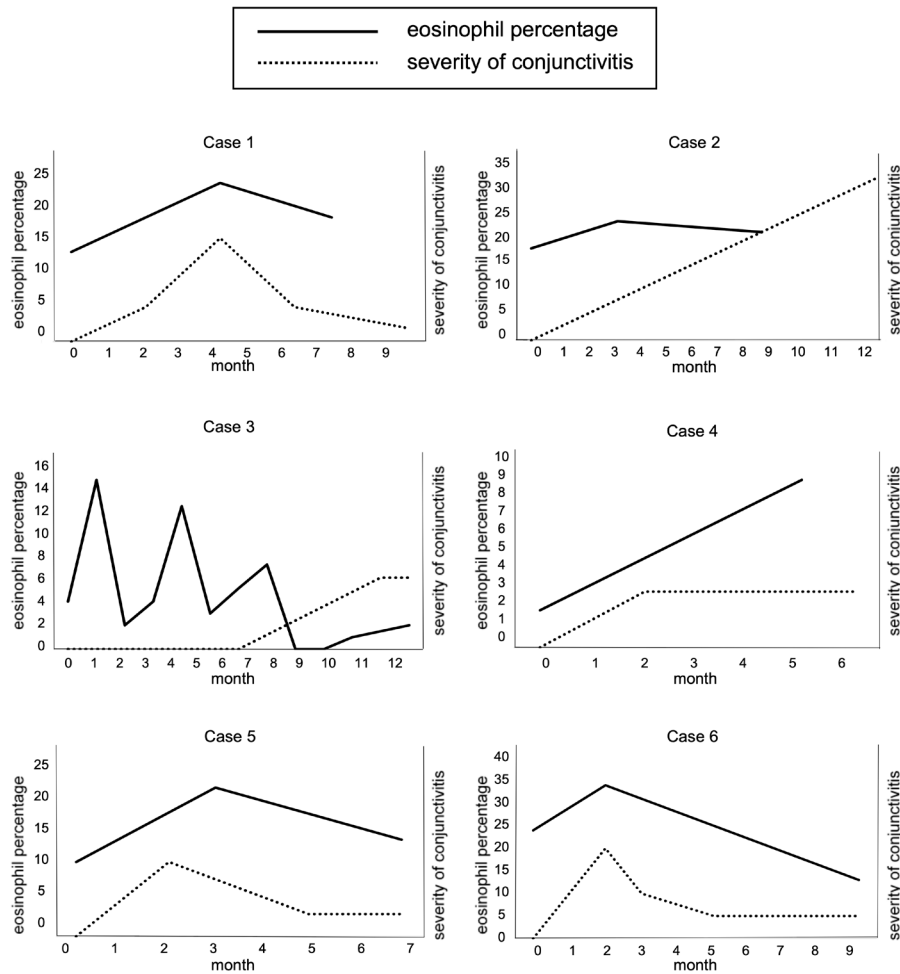 eosinophil percentage
severity of conjunctivitis
Case 1
eosinophil percentage
25
20
15
10
5
0
0 1 2 3 4 5 6 7 8 9
month
severity of conjunctivitis
Case 2
eosinophil percentage
35
30
25
20
15
10
5
0
0 1 2 3 4 5 6 7 8 9 10 11 12
month
severity of coniunctivitis
Case 3
eosinophil percentage
16
14
12
10
8
6
4
2
0
0 1 2 3 4 5 6 7 8 9 10 11 12
month
severity of conjunctivitis
Case 4
eosinophil percentage
10
9
8
7
6
5
4
3
2
1
0
0 1 2 3 4 5 6
month
severity of conjunctivitis
Case 5
eosinophil percentage
25
20
15
10
5
0
0 1 2 3 4 5 6 7
month
severity of conjunctivitis
Case 6
eosinophil percentage
40
35
30
25
20
15
10
5
0
0 1 2 3 4 5 6 7 8 9
month
severity of conjunctivitis